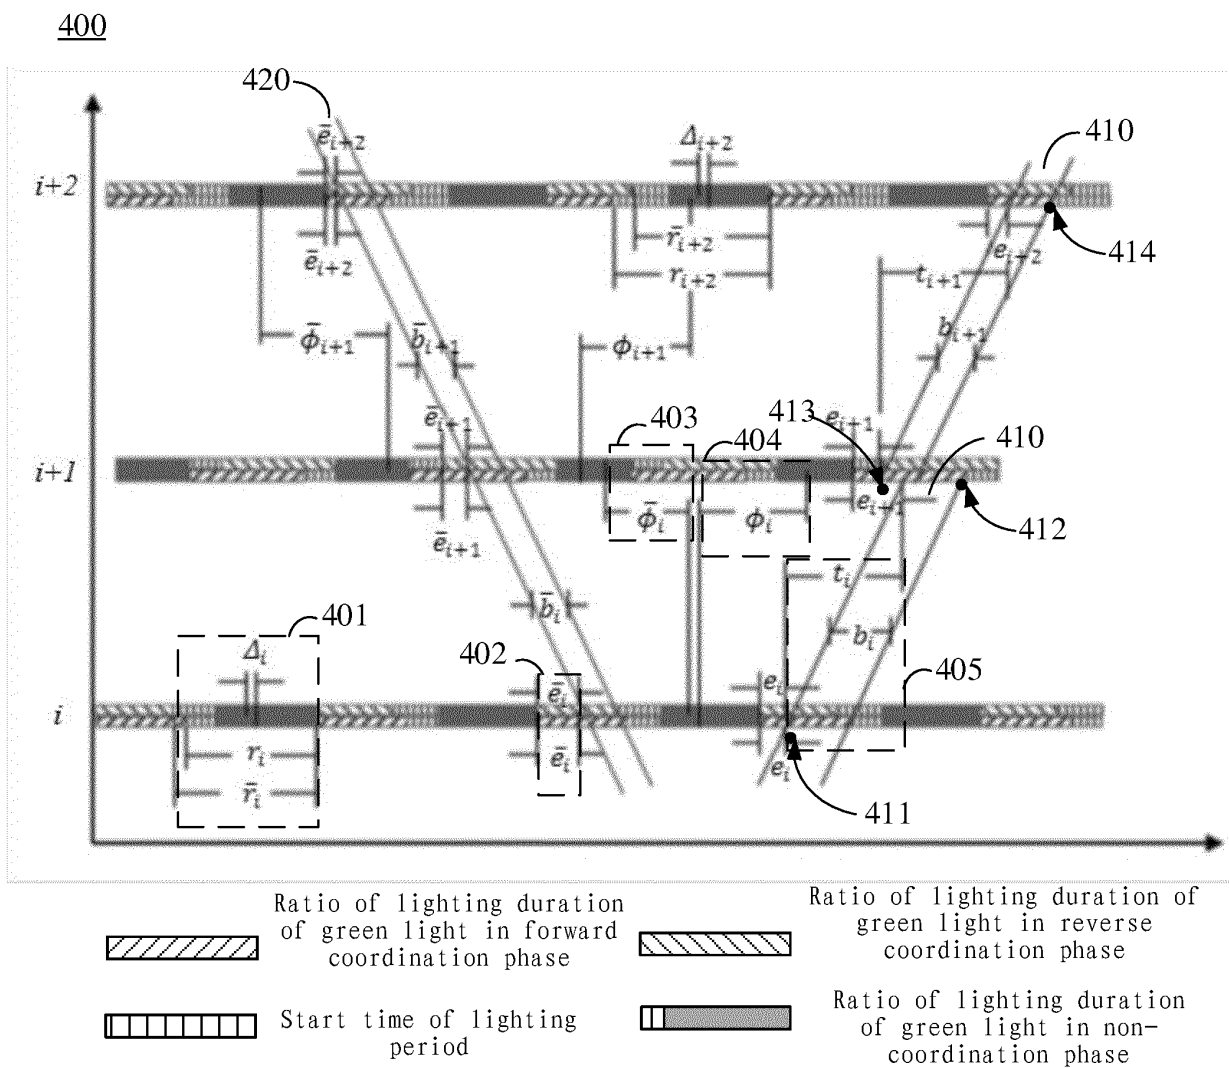 400
420
ē_{i+2}
Δ_{i+2}
410
i+2
r̄_{i+2}
ē_{i+2}
e_{i+2}
414
r_{i+2}
t_{i+1}
ϕ̄_{i+1}
b̄_{i+1}
ϕ_{i+1}
b_{i+1}
ē_{i+1}
403
404
413
e_{i+1}
410
i+1
ϕ̄_i
ϕ_i
e_{i+1}
412
ē_{i+1}
t_i
b̄_i
b_i
401
Δ_i
402
405
ē_i
e_i
i
r_i
ē_i
e_i
r̄_i
411
Ratio of lighting duration
of green light in forward
coordination phase
Ratio of lighting duration of
green light in reverse
coordination phase
Start time of lighting
period
Ratio of lighting duration
of green light in non-
coordination phase